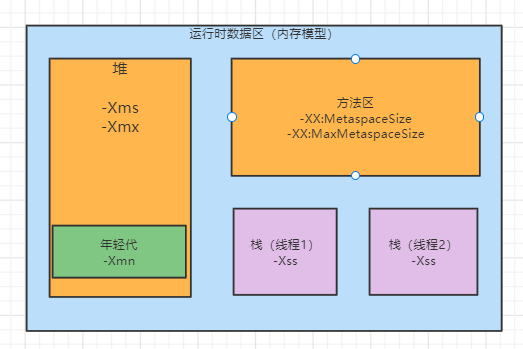 运行时数据区（内存模型）
堆
-Xms
-Xmx
年轻代
-Xmn
方法区
-XX:MetaspaceSize
-XX:MaxMetaspaceSize
栈（线程1）
-Xss
栈（线程2）
-Xss